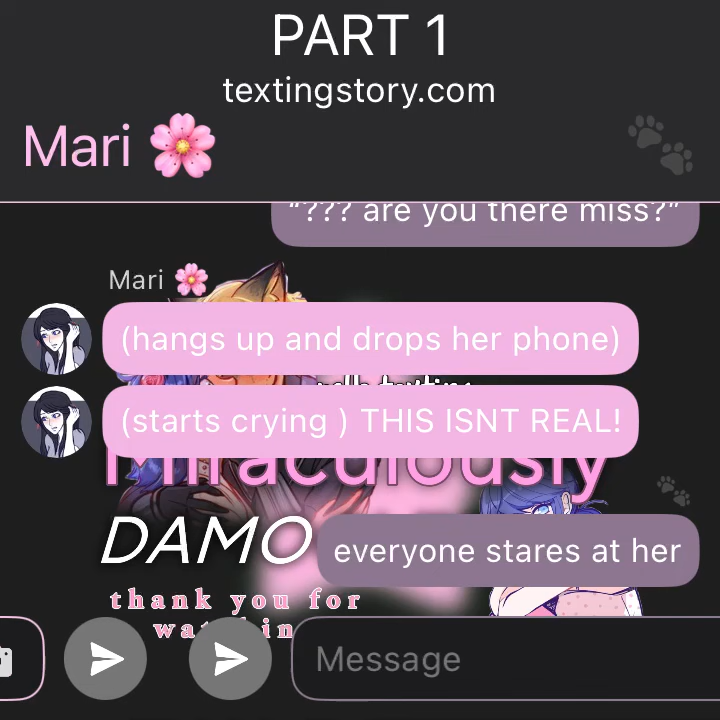 PART 1
textingstory.com
Mari 🌸
“??? are you there miss?”
Mari 🌸
(hangs up and drops her phone)
(starts crying ) THIS ISNT REAL!
Miraculously
DAMO
everyone stares at her
thank you for
Message